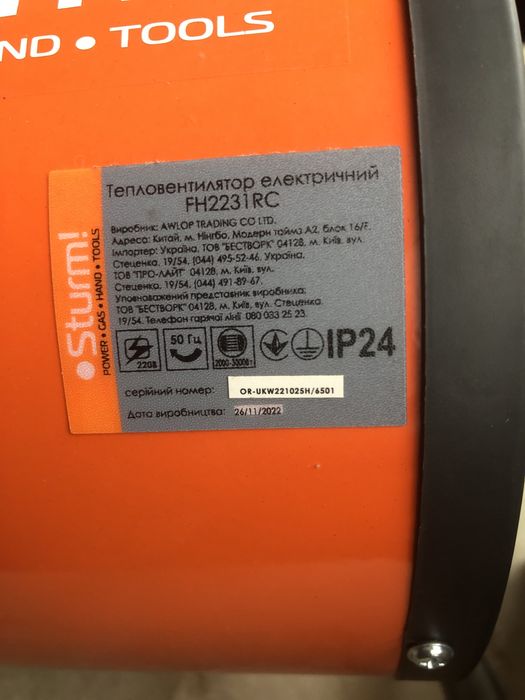 ND • TOOLS
Тепловентилятор електричний
FH2231RC
Виробник: AWLOP TRADING CO LTD.
Адреса: Китай, м. Нінгбо, Модерн таймз А2, блок 16/F.
Імпортер: Україна, ТОВ "БЕСТВОРК" 04128, м. Київ, вул.
Стеценка, 19/54, (044) 495-52-46, Україна,
ТОВ "ПРО-ЛАЙТ" 04128, м. Київ, вул.
Стеценка, 19/54, (044) 491-89-67.
Уповноважений представник виробника:
ТОВ "БЕСТВОРК" 04128, м. Київ, вул. Стеценка,
19/54. Телефон гарячої лінії 080 033 25 23.
220В
50 Гц
2000-3000Вт
IP24
серійний номер: OR-UKW221025H/6501
Дата виробництва: 26/11/2022
•Sturm!
POWER • GAS • HAND • TOOLS